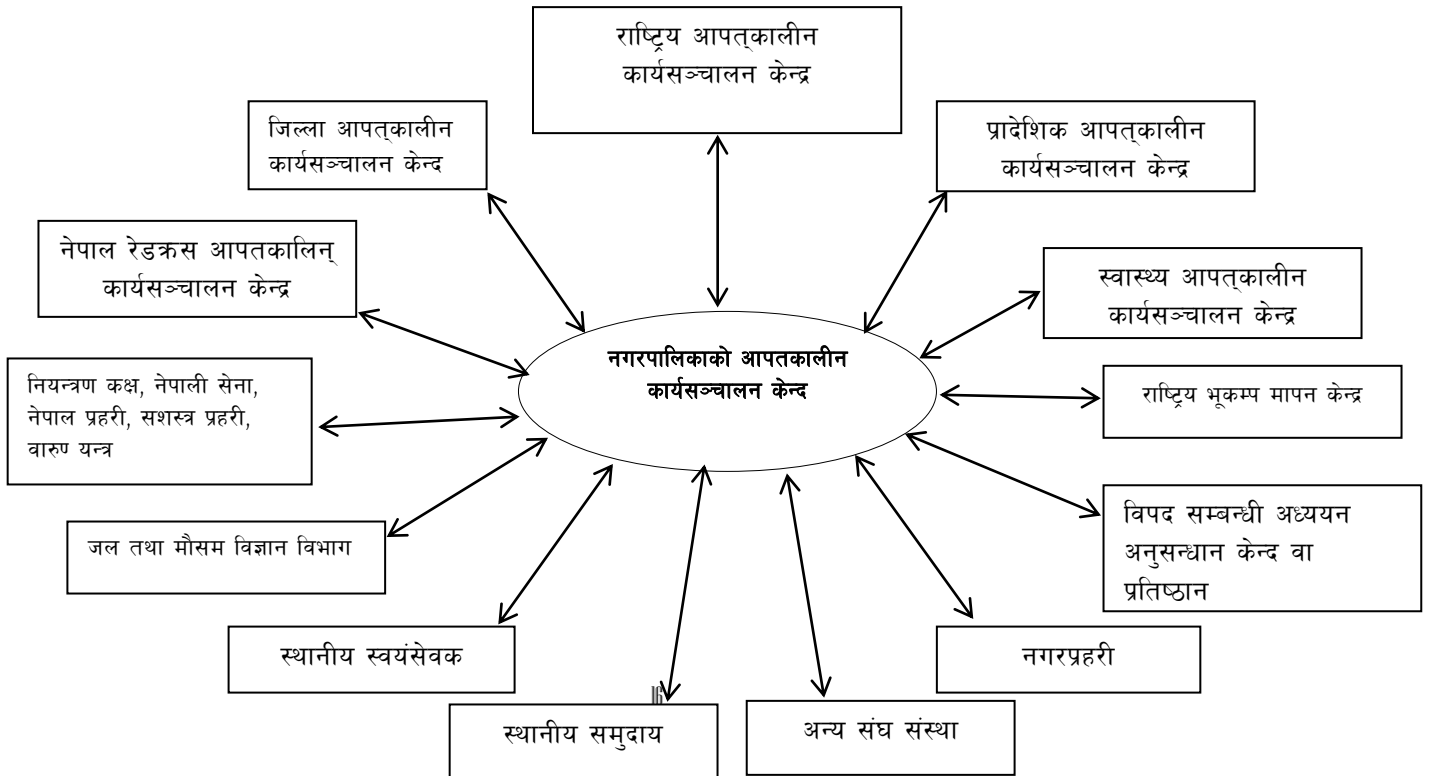 राष्ट्रिय आपत्कालीन
कार्यसञ्चालन केन्द्र
जिल्ला आपत्कालीन
कार्यसञ्चालन केन्द
प्रादेशिक आपत्कालीन
कार्यसञ्चालन केन्द्र
नेपाल रेडक्रस आपतकालिन्
कार्यसञ्चालन केन्द्र
स्वास्थ्य आपत्कालीन
कार्यसञ्चालन केन्द्र
नगरपालिकाको आपतकालीन
कार्यसञ्चालन केन्द
नियन्त्रण कक्ष, नेपाली सेना,
नेपाल प्रहरी, सशस्त्र प्रहरी,
वारुण यन्त्र
राष्ट्रिय भूकम्प मापन केन्द्र
विपद सम्बन्धी अध्ययन
अनुसन्धान केन्द वा
प्रतिष्ठान
जल तथा मौसम विज्ञान विभाग
स्थानीय स्वयंसेवक
नगरप्रहरी
स्थानीय समुदाय
अन्य संघ संस्था